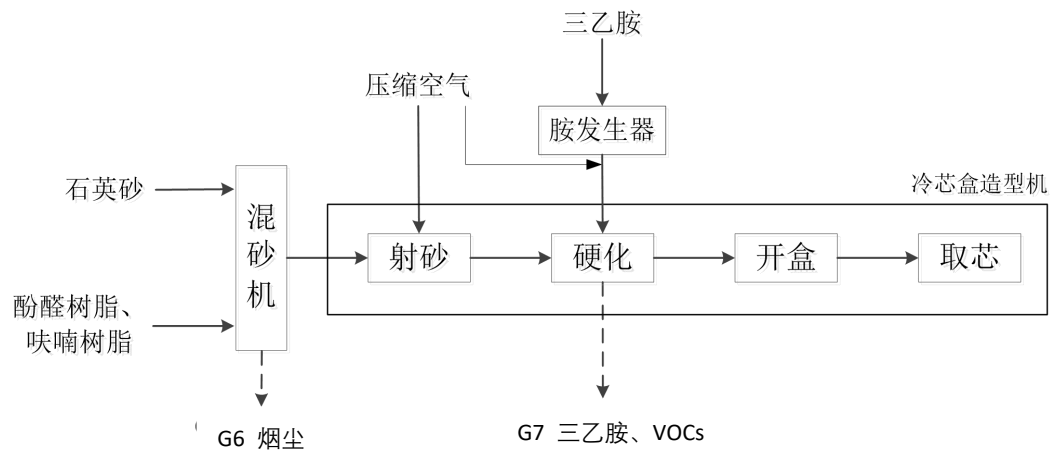 三乙胺
压缩空气
胺发生器
冷芯盒造型机
石英砂
混砂机
射砂
硬化
开盒
取芯
酚醛树脂、
呋喃树脂
G6 烟尘
G7 三乙胺、VOCs